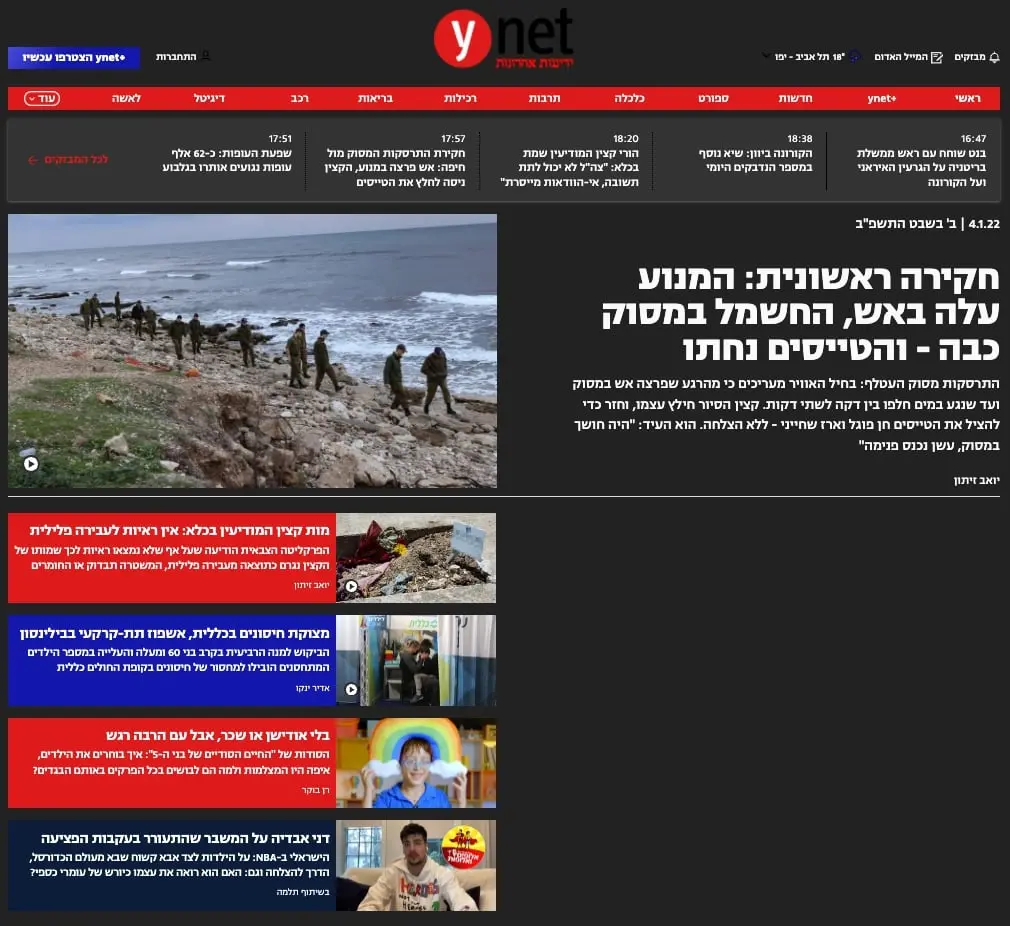 ynet
ידיעות אחרונות
מבזקים
המייל האדום
18° תל אביב - יפו
התחברות
ynet+ הצטרפו עכשיו
ראשי
ynet+
חדשות
ספורט
כלכלה
תרבות
רכילות
בריאות
רכב
דיגיטל
לאשה
עוד
16:47
בנט שוחח עם ראש ממשלת
בריטניה על הגרעין האיראני
ועל הקורונה
18:38
הקורונה ביוון: שיא נוסף
במספר הנדבקים היומי
18:20
הורי קצין המודיעין שמת
בכלא: "צה"ל לא יכול לתת
תשובה, אי-הוודאות מייסרת"
17:57
חקירת התרסקות המסוק מול
חיפה: אש פרצה במנוע, הקצין
ניסה לחלץ את הטייסים
17:51
שפעת העופות: כ-62 אלף
עופות נגועים אותרו בגלבוע
לכל המבזקים
4.1.22 | ב' בשבט התשפ"ב
חקירה ראשונית: המנוע
עלה באש, החשמל במסוק
כבה - והטייסים נחתו
התרסקות מסוק העטלף: בחיל האוויר מעריכים כי מהרגע שפרצה אש במסוק
ועד שנגע במים חלפו בין דקה לשתי דקות. קצין הסיור חילץ עצמו, וחזר כדי
להציל את הטייסים חן פוגל וארז שחייני - ללא הצלחה. הוא העיד: "היה חושך
במסוק, עשן נכנס פנימה"
יואב זיתון
מות קצין המודיעין בכלא: אין ראיות לעבירה פלילית
הפרקליטה הצבאית הודיעה שעל אף שלא נמצאו ראיות לכך שמותו של
הקצין נגרם כתוצאה מעבירה פלילית, המשטרה תבדוק או החומרים
יואב זיתון
מצוקת חיסונים בכללית, אשפוז תת-קרקעי בבילינסון
הביקוש למנה הרביעית בקרב בני 60 ומעלה והעלייה במספר הילדים
המתחסנים הובילו למחסור של חיסונים בקופת החולים כללית
אדיר ינקו
כללית
בלי אודישן או שכר, אבל עם הרבה רגש
הסודות של "החיים הסודיים של בני ה-5": איך בוחרים את הילדים,
איפה היו המצלמות ולמה הם לבושים בכל הפרקים באותם הבגדים?
רן בוקר
דני אבדיה על המשבר שהתעורר בעקבות הפציעה
הישראלי ב-NBA: על הילדות לצד אבא קשוח שבא מעולם הכדורסל,
הדרך להצלחה וגם: האם הוא רואה את עצמו כיורש של עומרי כספי?
בשיתוף תלמה